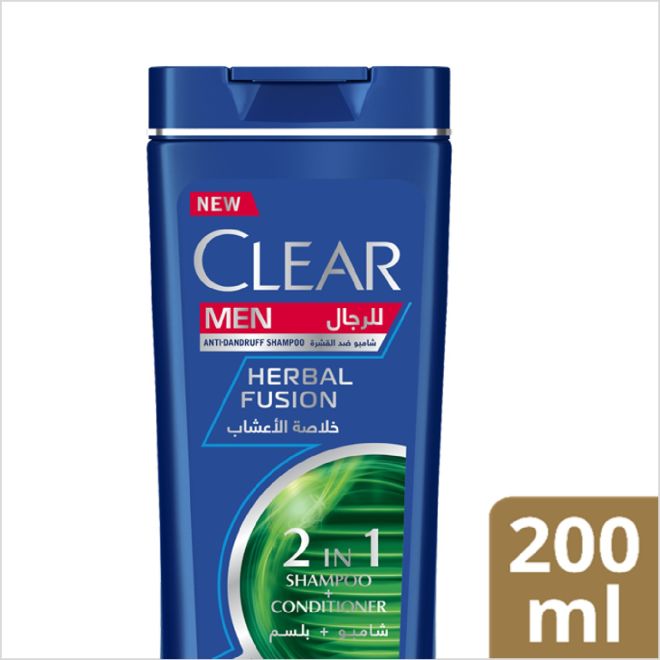 NEW
CLEAR
MEN للرجال
ANTI-DANDRUFF SHAMPOO شامبو ضد القشرة
HERBAL
FUSION
خلاصة الأعشاب
2 IN 1
SHAMPOO
+
CONDITIONER
شامبو + بلسم
200
ml